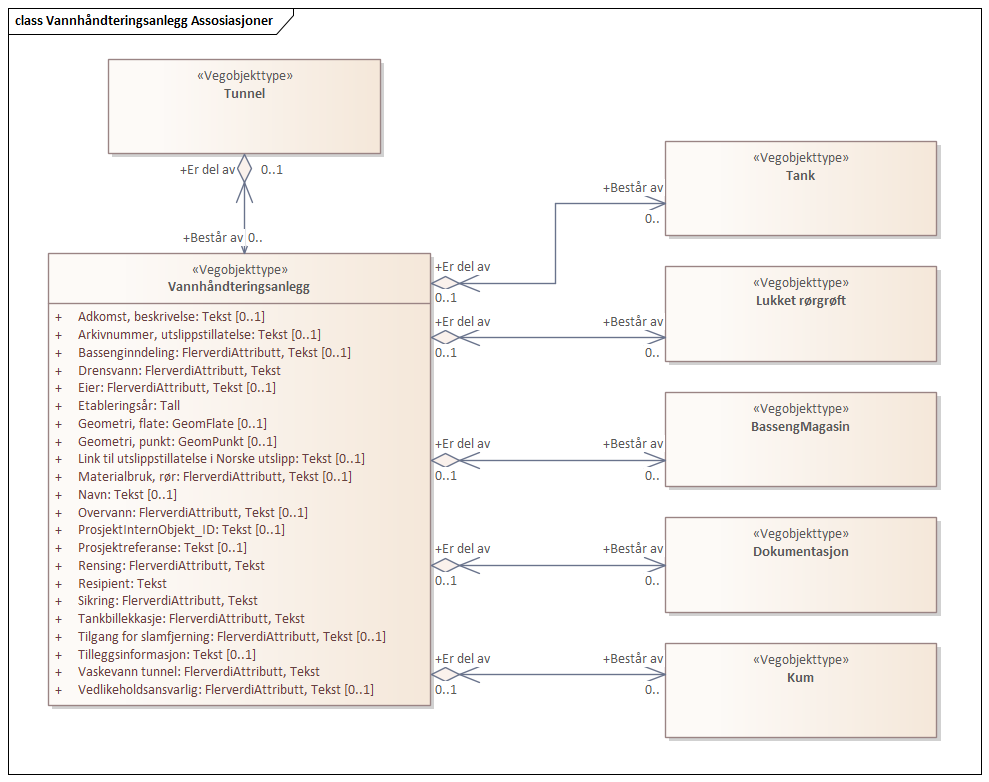 class Vannhåndteringsanlegg Assosiasjoner
«Vegobjekttype»
Tunnel
+Er del av 0..1
+Består av 0..
«Vegobjekttype»
Vannhåndteringsanlegg
+ Adkomst, beskrivelse: Tekst [0..1]
+ Arkivnummer, utslippstillatelse: Tekst [0..1]
+ Bassenginndeling: FlerverdiAttributt, Tekst [0..1]
+ Drensvann: FlerverdiAttributt, Tekst
+ Eier: FlerverdiAttributt, Tekst [0..1]
+ Etableringsår: Tall
+ Geometri, flate: GeomFlate [0..1]
+ Geometri, punkt: GeomPunkt [0..1]
+ Link til utslippstillatelse i Norske utslipp: Tekst [0..1]
+ Materialbruk, rør: FlerverdiAttributt, Tekst [0..1]
+ Navn: Tekst [0..1]
+ Overvann: FlerverdiAttributt, Tekst [0..1]
+ ProsjektInternObjekt_ID: Tekst [0..1]
+ Prosjektreferanse: Tekst [0..1]
+ Rensing: FlerverdiAttributt, Tekst
+ Resipient: Tekst
+ Sikring: FlerverdiAttributt, Tekst
+ Tankbillekkasje: FlerverdiAttributt, Tekst
+ Tilgang for slamfjerning: FlerverdiAttributt, Tekst [0..1]
+ Tilleggsinformasjon: Tekst [0..1]
+ Vaskevann tunnel: FlerverdiAttributt, Tekst
+ Vedlikeholdsansvarlig: FlerverdiAttributt, Tekst [0..1]
+Er del av
0..1
+Består av
0..
«Vegobjekttype»
Tank
+Er del av
0..1
+Består av
0..
«Vegobjekttype»
Lukket rørgrøft
+Er del av
0..1
+Består av
0..
«Vegobjekttype»
BassengMagasin
+Er del av
0..1
+Består av
0..
«Vegobjekttype»
Dokumentasjon
+Er del av
0..1
+Består av
0..
«Vegobjekttype»
Kum